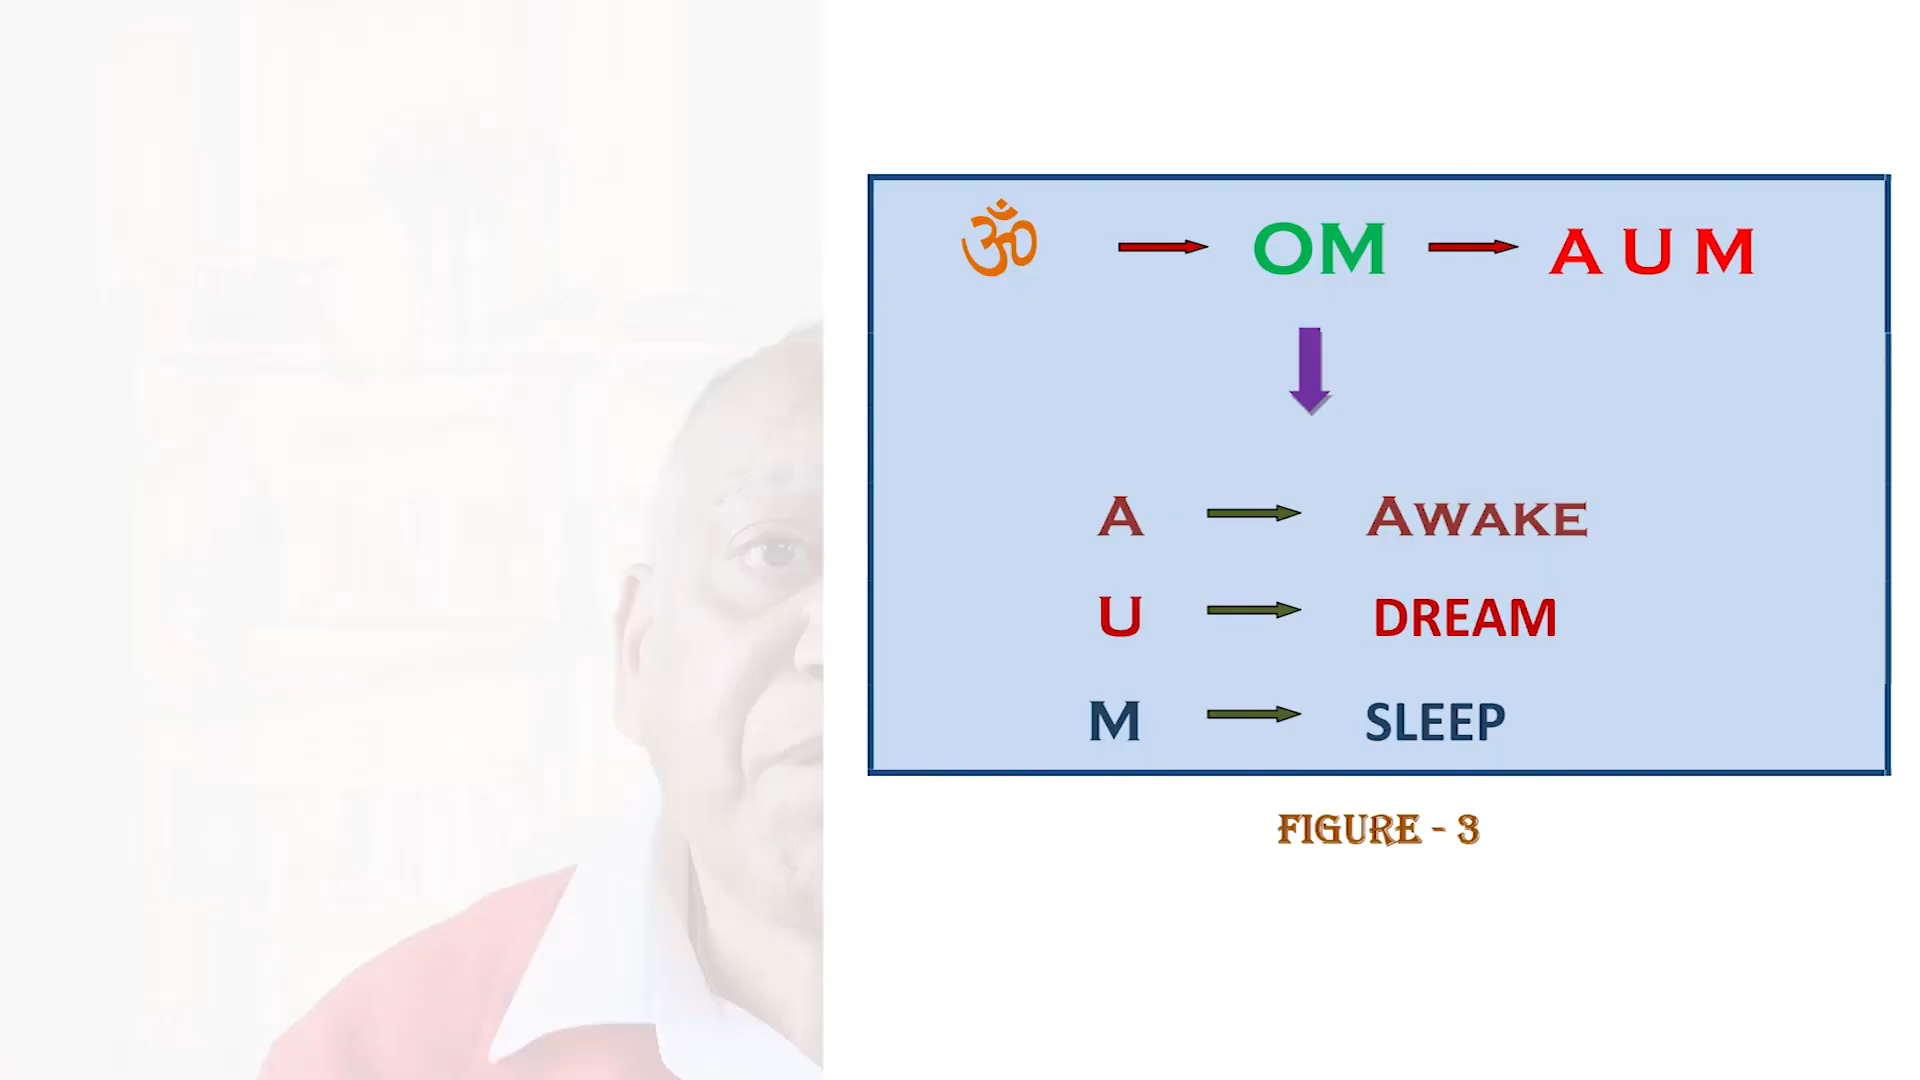 ॐ OM A U M
A AWAKE
U DREAM
M SLEEP
FIGURE - 3